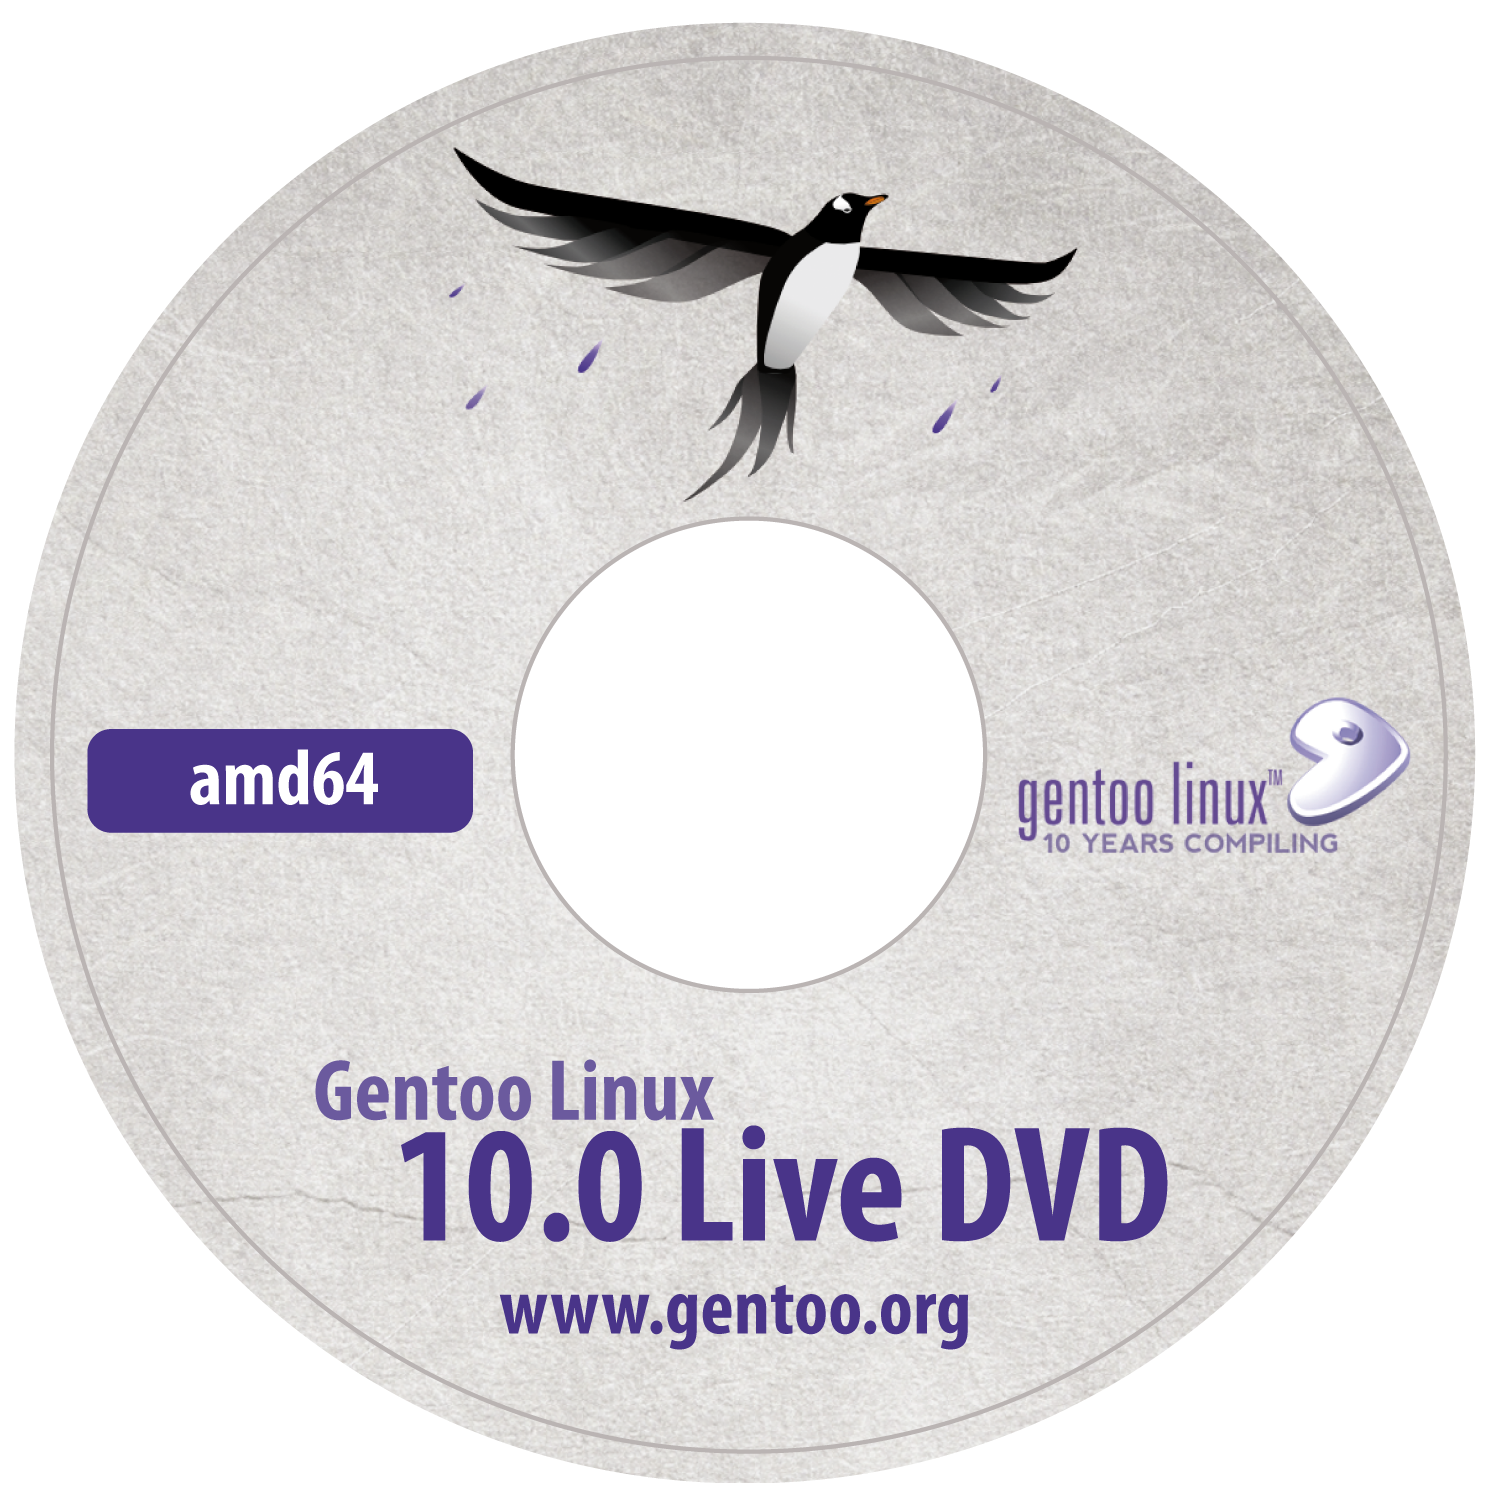 amd64
gentoo linux™
10 YEARS COMPILING
Gentoo Linux
10.0 Live DVD
www.gentoo.org